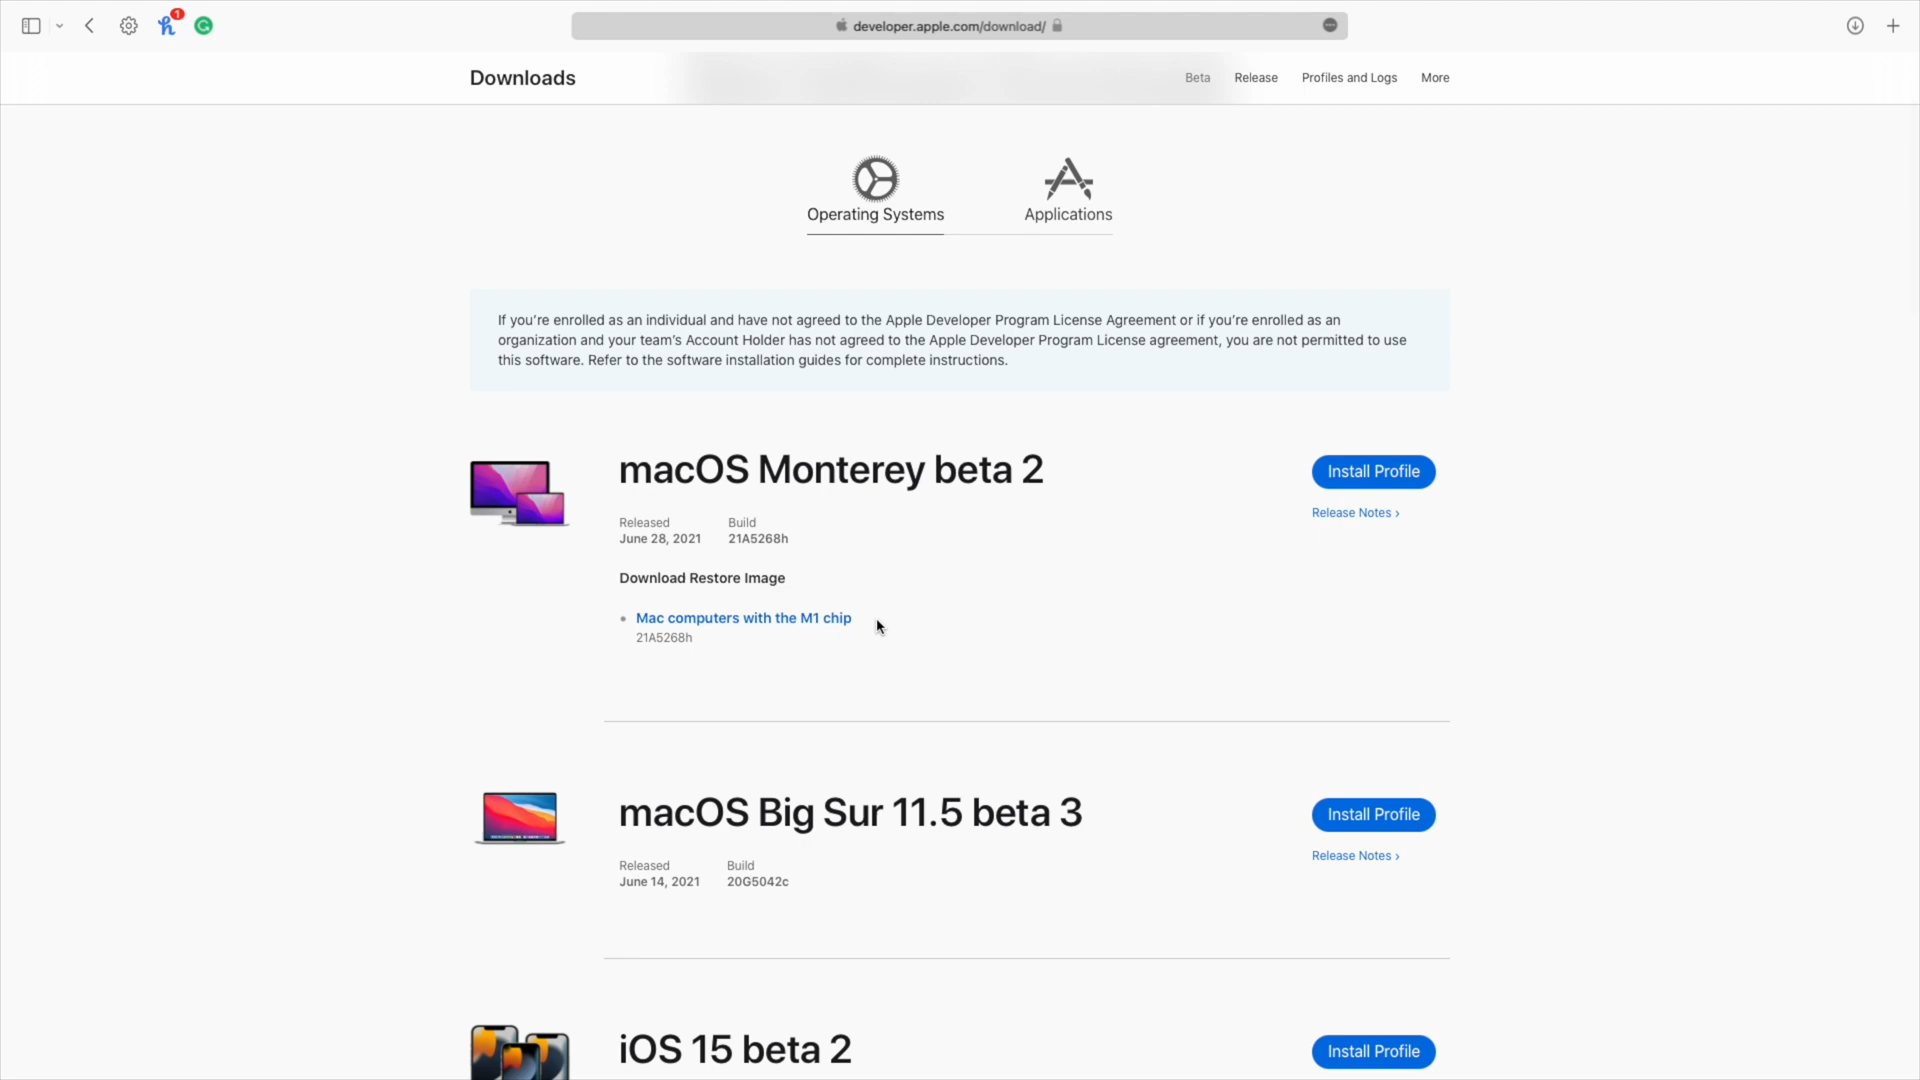 1
developer.apple.com/download/
Downloads
Beta Release Profiles and Logs More
Operating Systems Applications
If you’re enrolled as an individual and have not agreed to the Apple Developer Program License Agreement or if you’re enrolled as an
organization and your team’s Account Holder has not agreed to the Apple Developer Program License agreement, you are not permitted to use
this software. Refer to the software installation guides for complete instructions.
macOS Monterey beta 2
Install Profile
Release Notes ›
Released Build
June 28, 2021 21A5268h
Download Restore Image
• Mac computers with the M1 chip
21A5268h
macOS Big Sur 11.5 beta 3
Install Profile
Release Notes ›
Released Build
June 14, 2021 20G5042c
iOS 15 beta 2
Install Profile